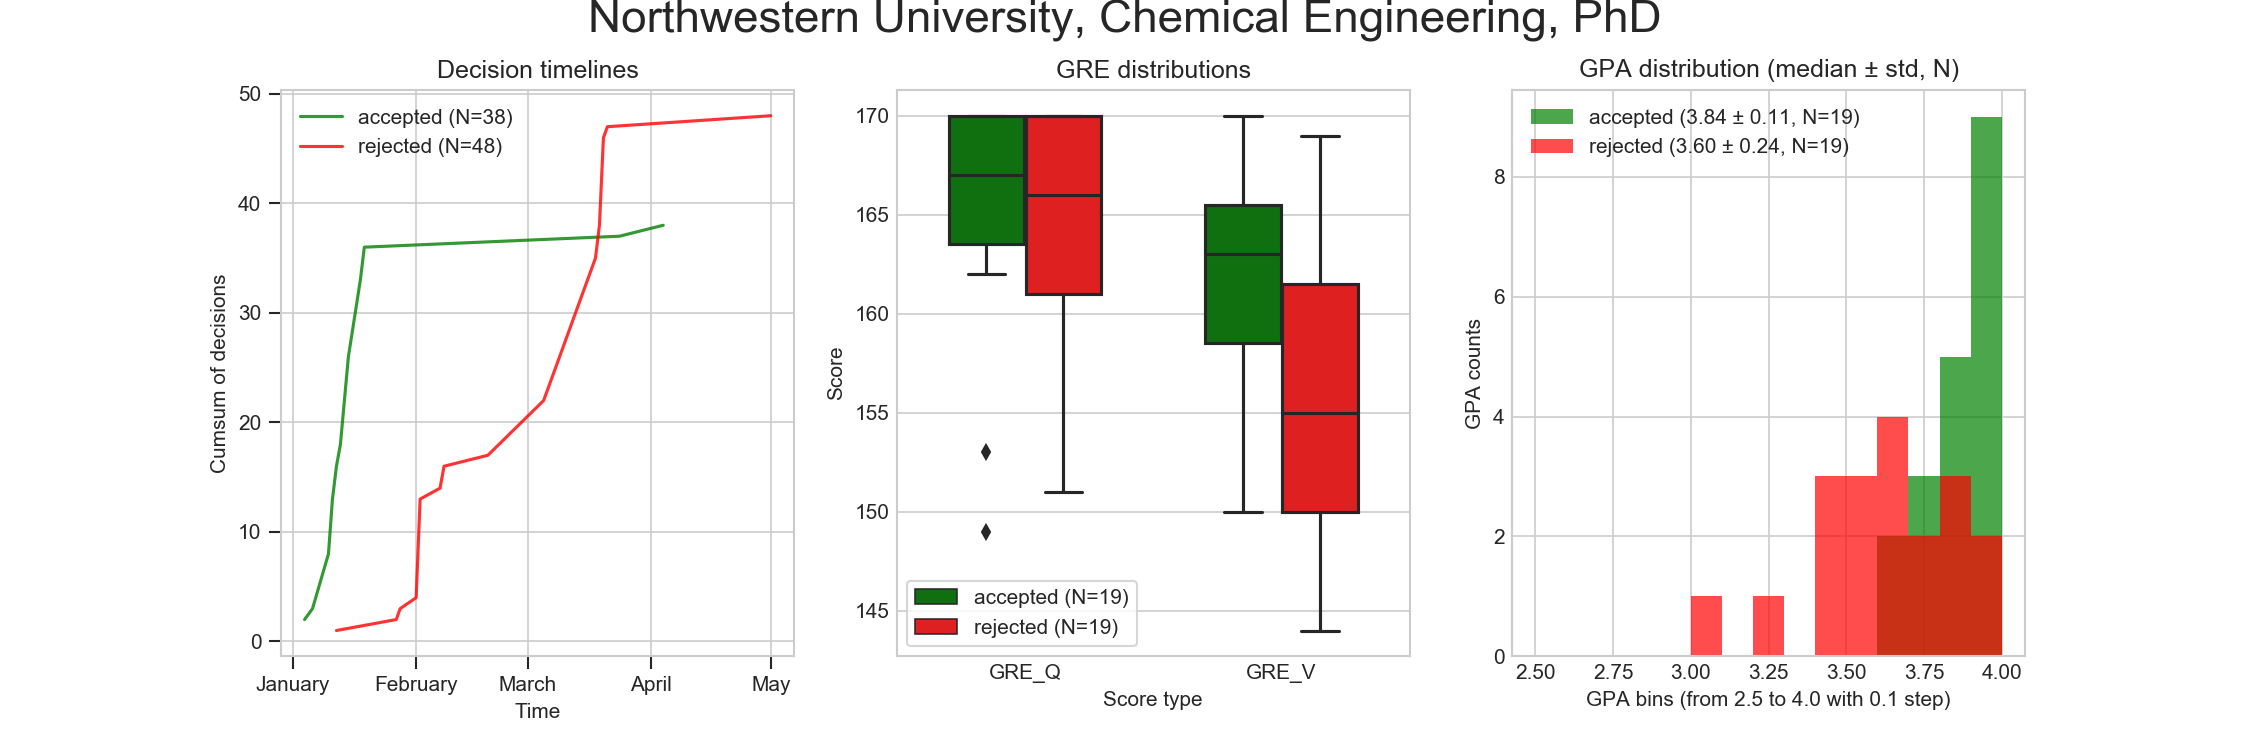 Northwestern University, Chemical Engineering, PhD
Decision timelines
50
40
30
20
10
0
Cumsum of decisions
accepted (N=38)
rejected (N=48)
January February March April May
Time
GRE distributions
170
165
160
155
150
145
Score
accepted (N=19)
rejected (N=19)
GRE_Q GRE_V
Score type
GPA distribution (median ± std, N)
accepted (3.84 ± 0.11, N=19)
rejected (3.60 ± 0.24, N=19)
8
6
4
2
0
GPA counts
2.50 2.75 3.00 3.25 3.50 3.75 4.00
GPA bins (from 2.5 to 4.0 with 0.1 step)